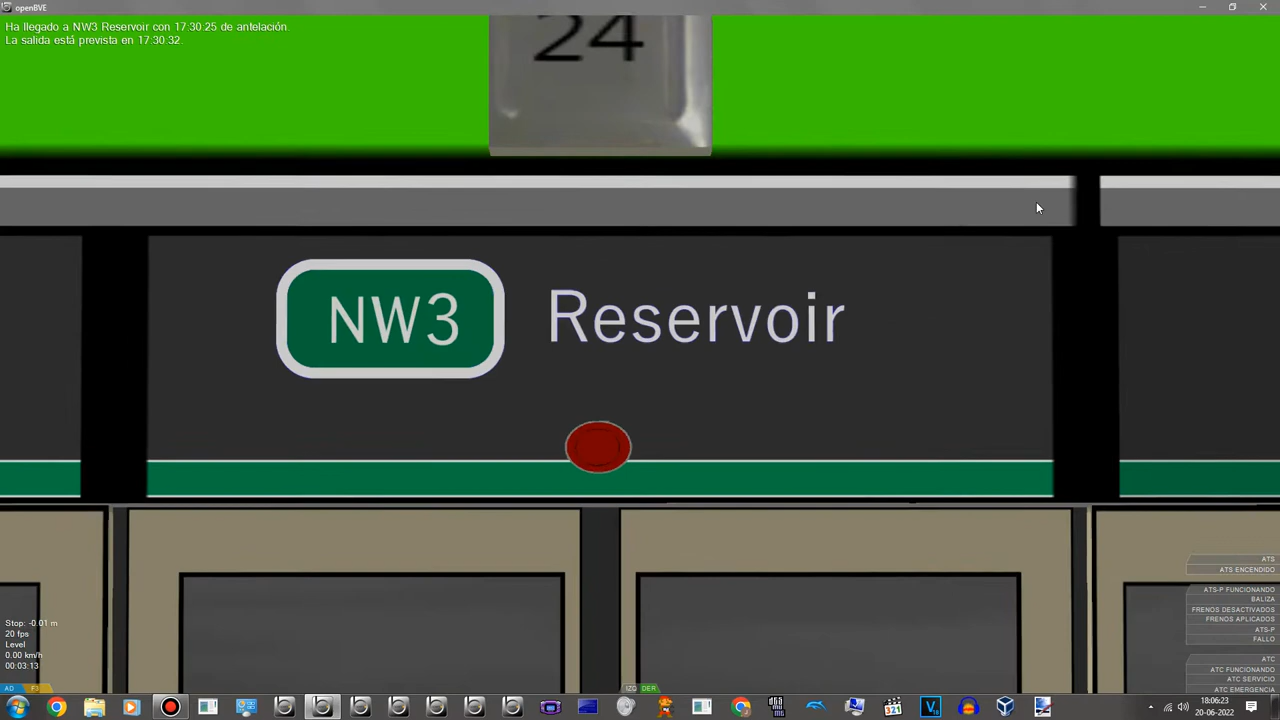 openBVE
Ha llegado a NW3 Reservoir con 17:30:25 de antelación.
La salida está prevista en 17:30:32.
24
NW3 Reservoir
ATS
ATS ENCENDIDO
ATS-P FUNCIONANDO
BALIZA
FRENOS DESACTIVADOS
FRENOS APLICADOS
ATS-P
FALLO
ATC
ATC FUNCIONANDO
ATC SERVICIO
ATC EMERGENCIA
Stop: -0.01 m
20 fps
Level
0.00 km/h
00:03:13
AD F3
IZQ DER
321
18:06:23
20-06-2022